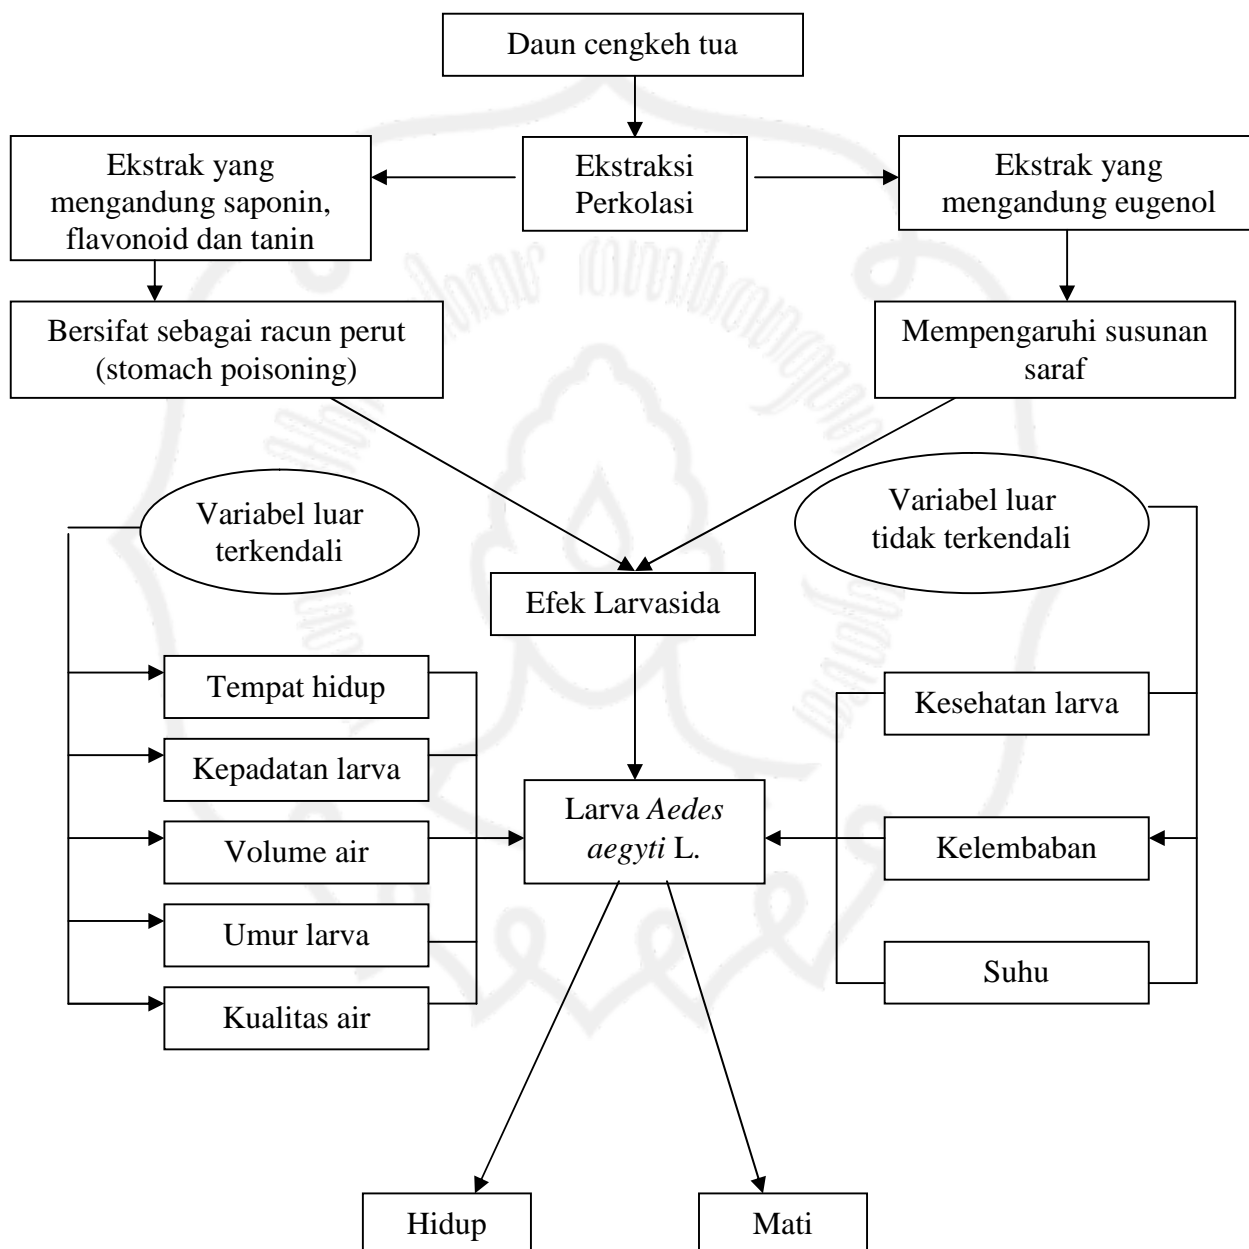 Daun cengkeh tua
Ekstrak yang
mengandung saponin,
flavonoid dan tanin
Ekstraksi
Perkolasi
Ekstrak yang
mengandung eugenol
Bersifat sebagai racun perut
(stomach poisoning)
Mempengaruhi susunan
saraf
Variabel luar
terkendali
Variabel luar
tidak terkendali
Efek Larvasida
Tempat hidup
Kepadatan larva
Volume air
Umur larva
Kualitas air
Larva Aedes
aegyti L.
Kesehatan larva
Kelembaban
Suhu
Hidup
Mati